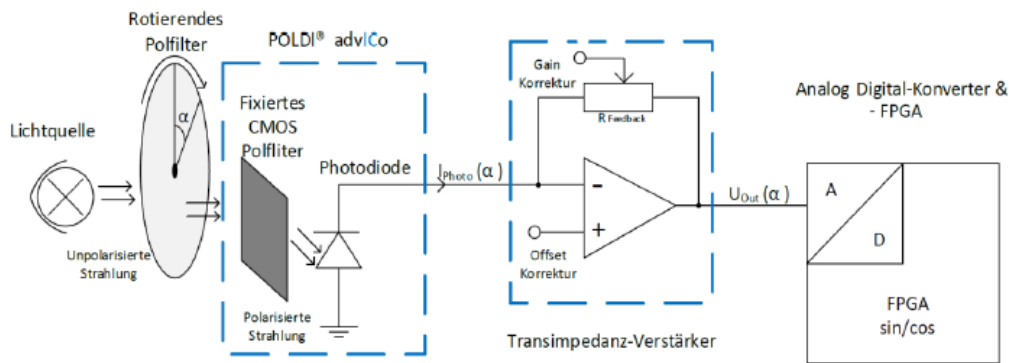 Rotierendes
Polfilter
POLDI® advICo
Lichtquelle
α
Fixiertes
CMOS
Polfliter
Photodiode
Unpolarisierte
Strahlung
Polarisierte
Strahlung
I Photo (α)
Gain
Korrektur
R Feedback
-
+
Offset
Korrektur
Transimpedanz-Verstärker
U Out (α)
Analog Digital-Konverter &
- FPGA
A
D
FPGA
sin/cos